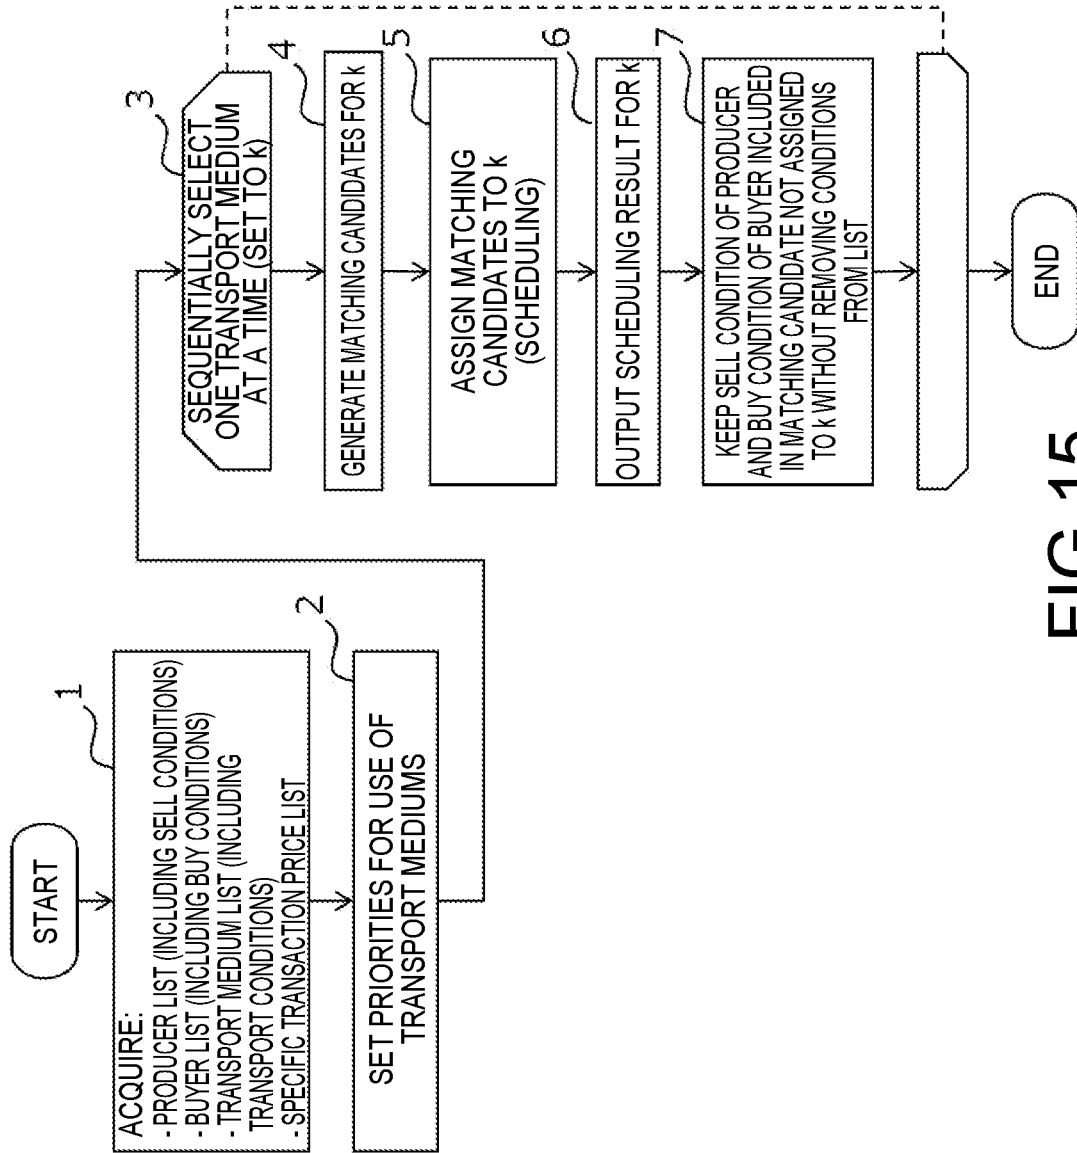 START
1
ACQUIRE:
- PRODUCER LIST (INCLUDING SELL CONDITIONS)
- BUYER LIST (INCLUDING BUY CONDITIONS)
- TRANSPORT MEDIUM LIST (INCLUDING
TRANSPORT CONDITIONS)
- SPECIFIC TRANSACTION PRICE LIST
2
SET PRIORITIES FOR USE OF
TRANSPORT MEDIUMS
3
SEQUENTIALLY SELECT
ONE TRANSPORT MEDIUM
AT A TIME (SET TO k)
4
GENERATE MATCHING CANDIDATES FOR k
5
ASSIGN MATCHING
CANDIDATES TO k
(SCHEDULING)
6
OUTPUT SCHEDULING RESULT FOR k
7
KEEP SELL CONDITION OF PRODUCER
AND BUY CONDITION OF BUYER INCLUDED
IN MATCHING CANDIDATE NOT ASSIGNED
TO k WITHOUT REMOVING CONDITIONS
FROM LIST
END
FIG.15